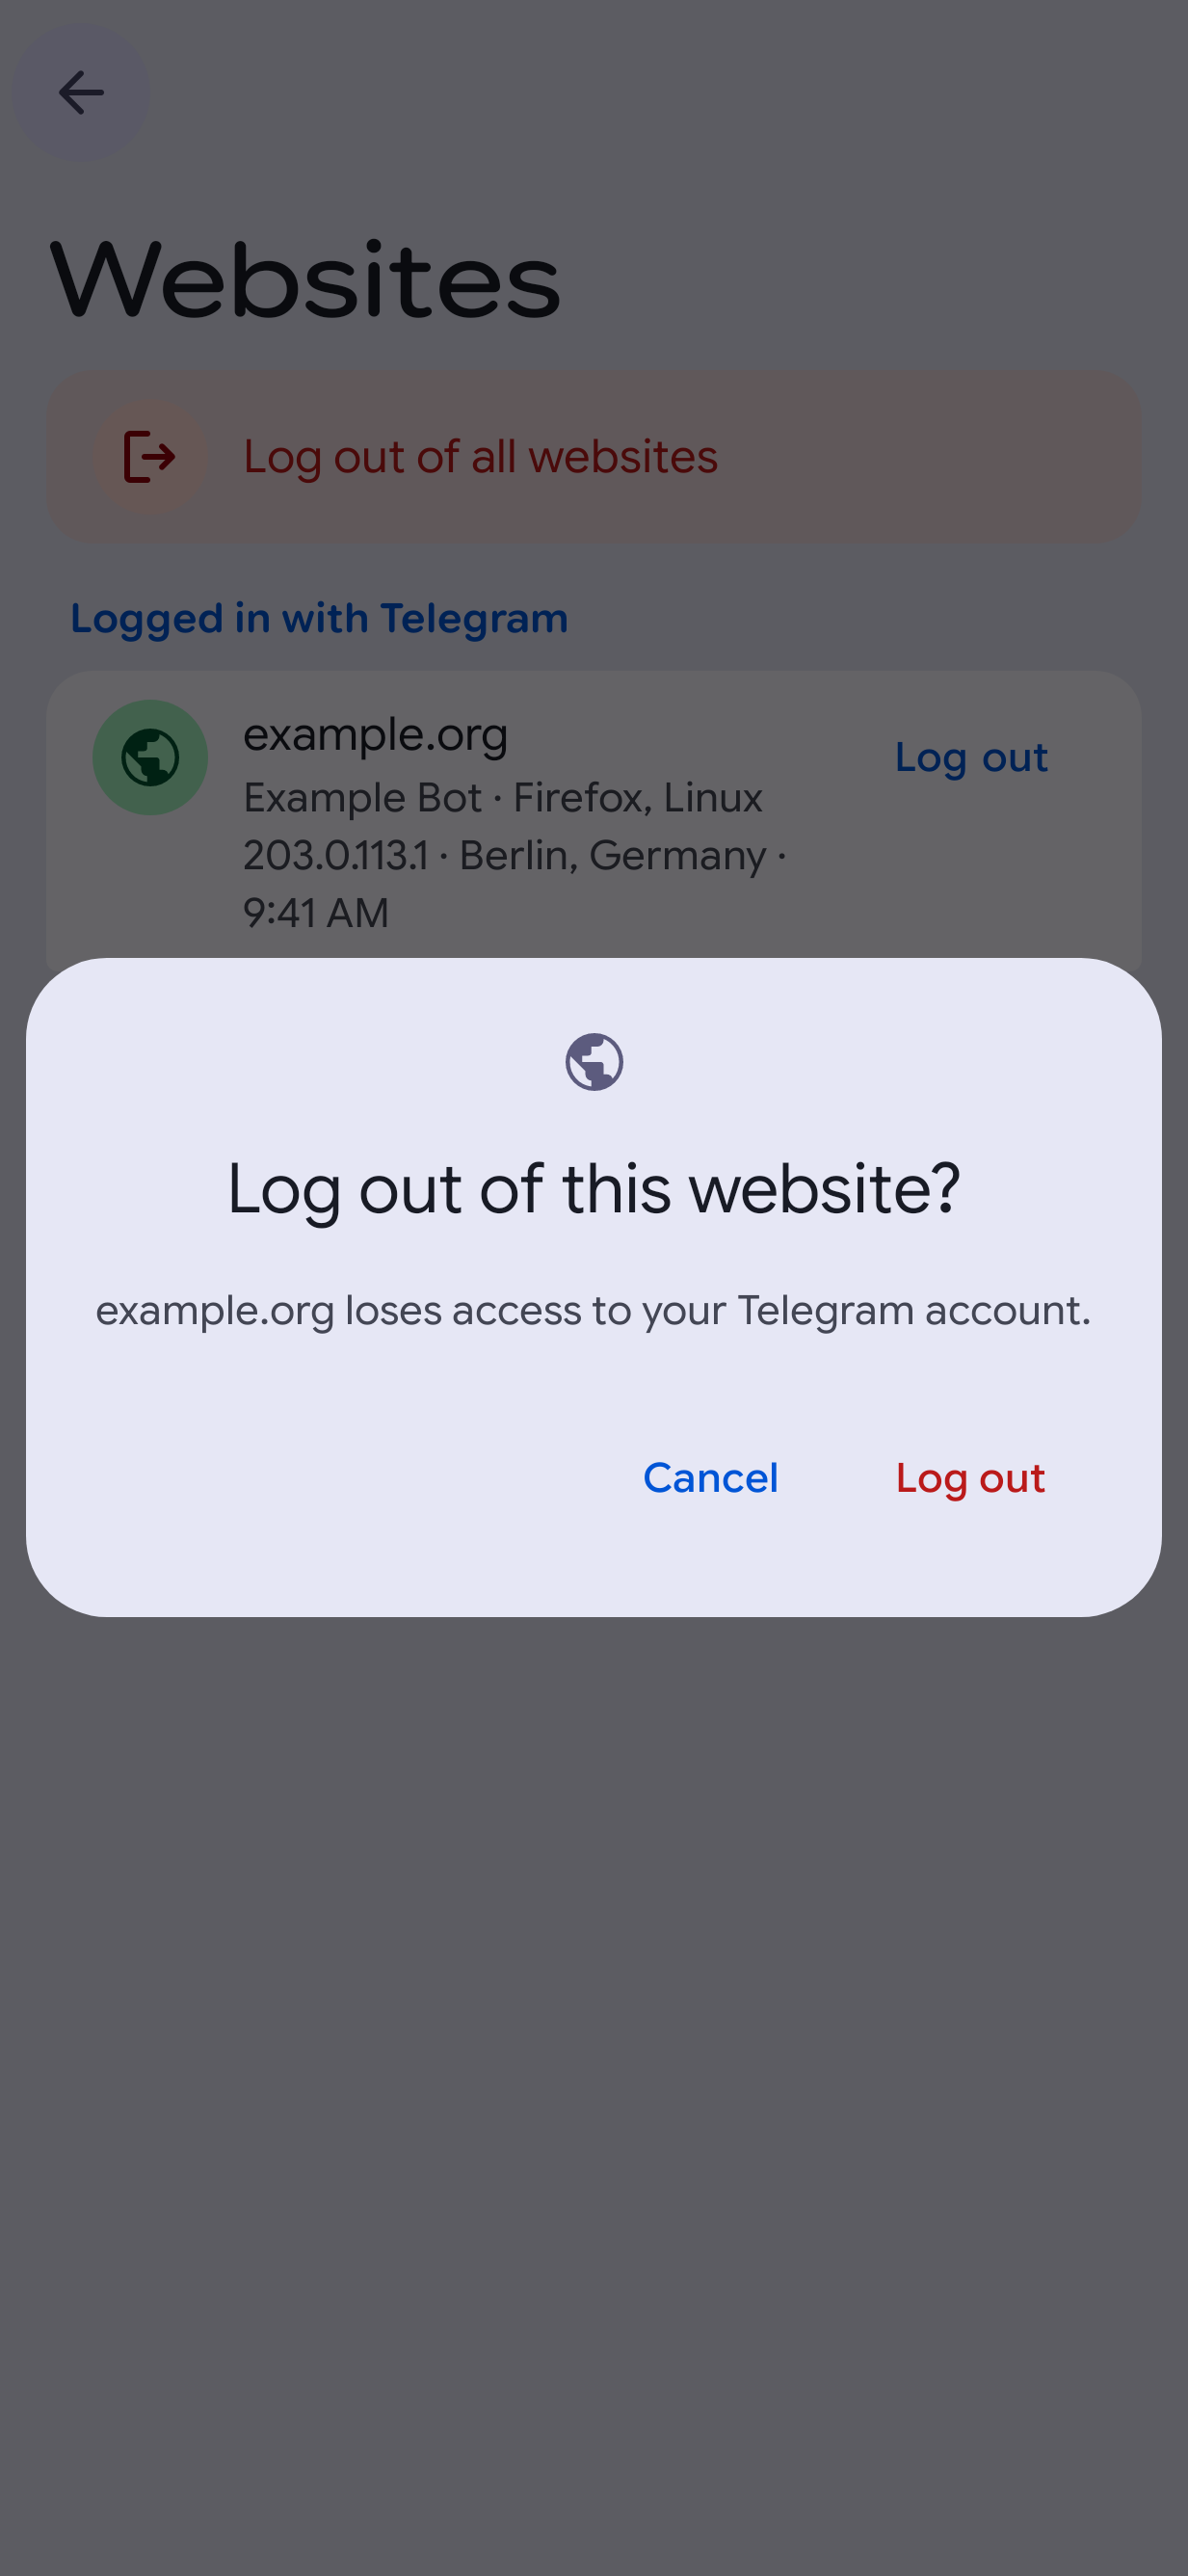 Websites
Log out of all websites
Logged in with Telegram
example.org
Log out
Example Bot · Firefox, Linux
203.0.113.1 · Berlin, Germany ·
9:41 AM
Log out of this website?
example.org loses access to your Telegram account.
Cancel
Log out